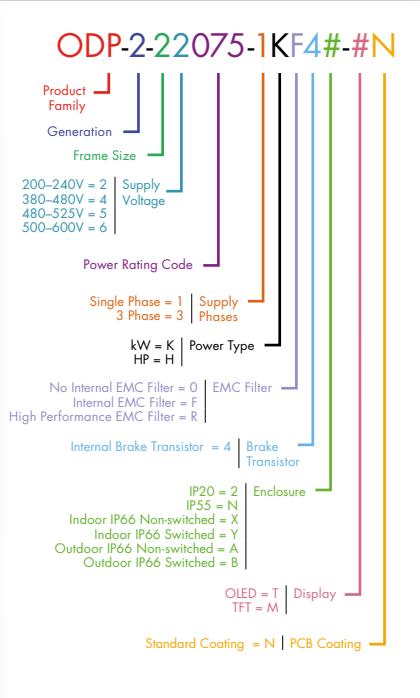 ODP-2-22075-1KF4#-#N
Product
Family
Generation
Frame Size
200–240V = 2
380–480V = 4
480–525V = 5
500–600V = 6
Supply
Voltage
Power Rating Code
Single Phase = 1
3 Phase = 3
Supply
Phases
kW = K
HP = H
Power Type
No Internal EMC Filter = 0
Internal EMC Filter = F
High Performance EMC Filter = R
EMC Filter
Internal Brake Transistor = 4
Brake
Transistor
IP20 = 2
IP55 = N
Indoor IP66 Non-switched = X
Indoor IP66 Switched = Y
Outdoor IP66 Non-switched = A
Outdoor IP66 Switched = B
Enclosure
OLED = T
TFT = M
Display
Standard Coating = N
PCB Coating